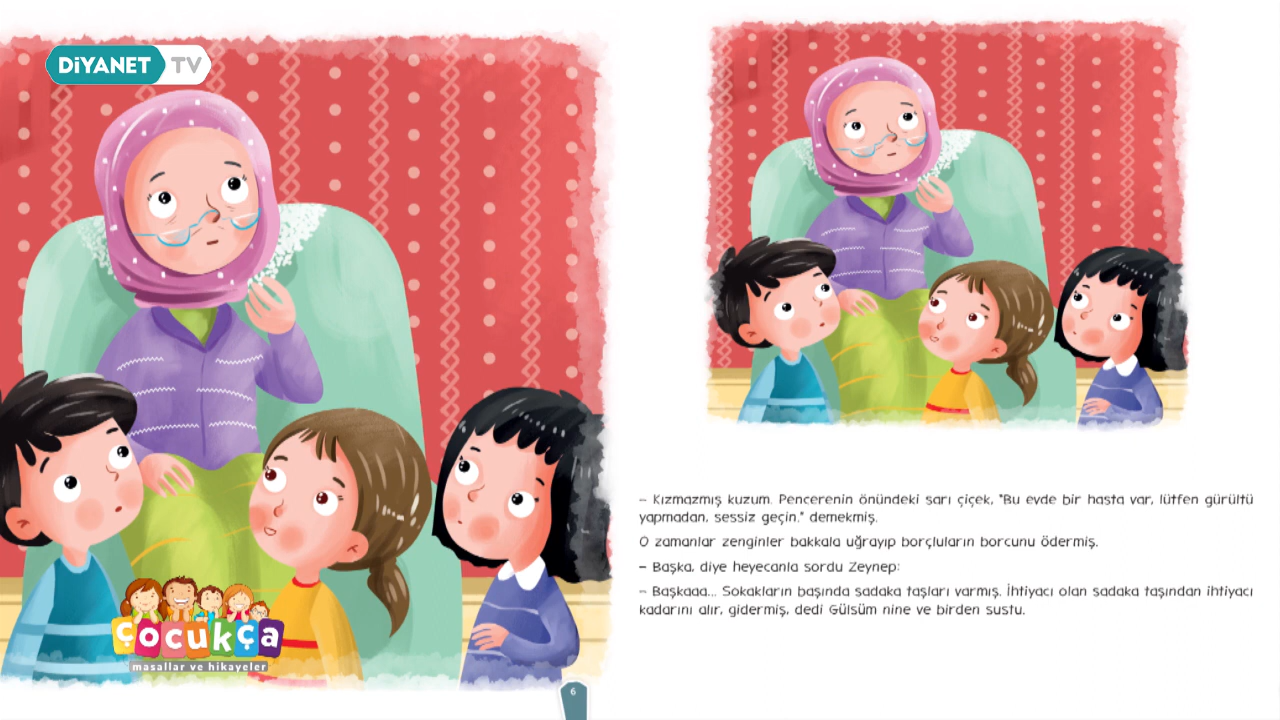 DİYANET TV
– Kızmazmış kuzum. Pencerenin önündeki sarı çiçek, "Bu evde bir hasta var, lütfen gürültü
yapmadan, sessiz geçin." demekmiş.
O zamanlar zenginler bakkala uğrayıp borçluların borcunu ödermiş.
– Başka, diye heyecanla sordu Zeynep:
– Başkaaa... Sokakların başında sadaka taşları varmış. İhtiyacı olan sadaka taşından ihtiyacı
kadarını alır, gidermiş, dedi Gülsüm nine ve birden sustu.
çocukça
masallar ve hikayeler
6